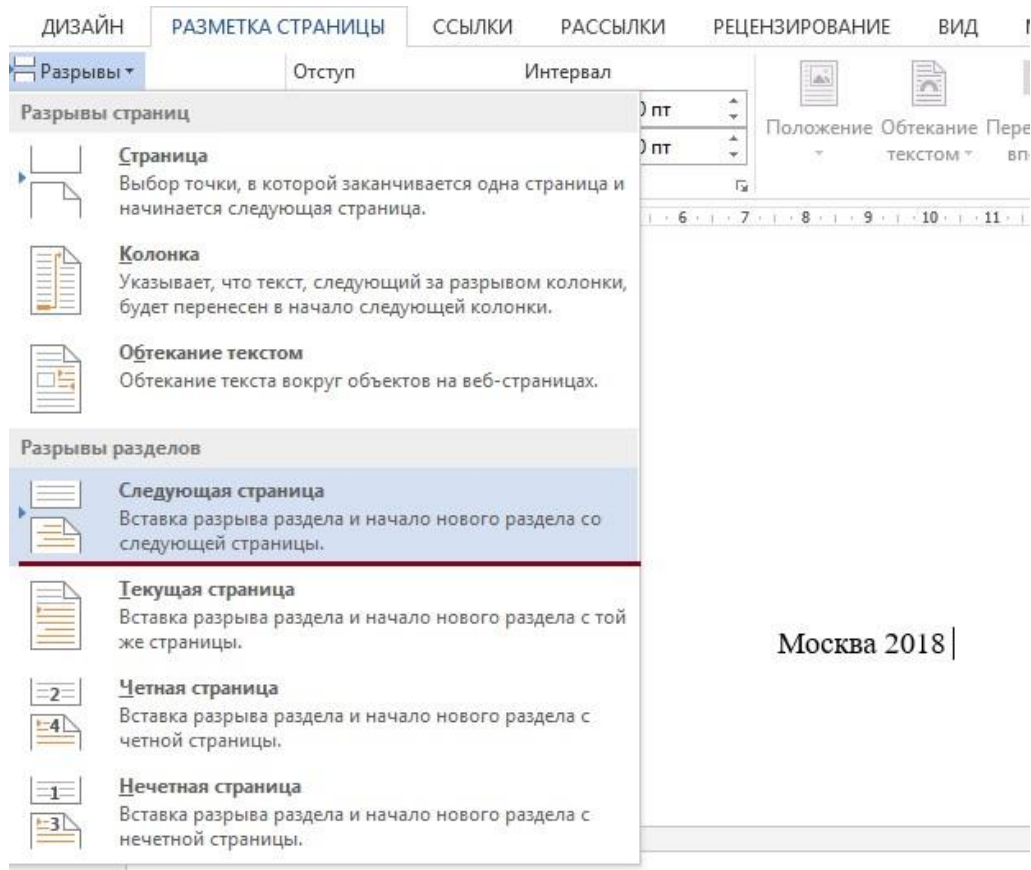 ДИЗАЙН РАЗМЕТКА СТРАНИЦЫ ССЫЛКИ РАССЫЛКИ РЕЦЕНЗИРОВАНИЕ ВИД
Разрывы Отступ Интервал
Разрывы страниц
пт
пт
Положение Обтекание
текстом
Страница
Выбор точки, в которой заканчивается одна страница и
начинается следующая страница.
6 7 8 9 10 11
Колонка
Указывает, что текст, следующий за разрывом колонки,
будет перенесен в начало следующей колонки.
Обтекание текстом
Обтекание текста вокруг объектов на веб-страницах.
Разрывы разделов
Следующая страница
Вставка разрыва раздела и начало нового раздела со
следующей страницы.
Текущая страница
Вставка разрыва раздела и начало нового раздела с той
же страницы.
Москва 2018
2
4
Четная страница
Вставка разрыва раздела и начало нового раздела с
четной страницы.
1
3
Нечетная страница
Вставка разрыва раздела и начало нового раздела с
нечетной страницы.